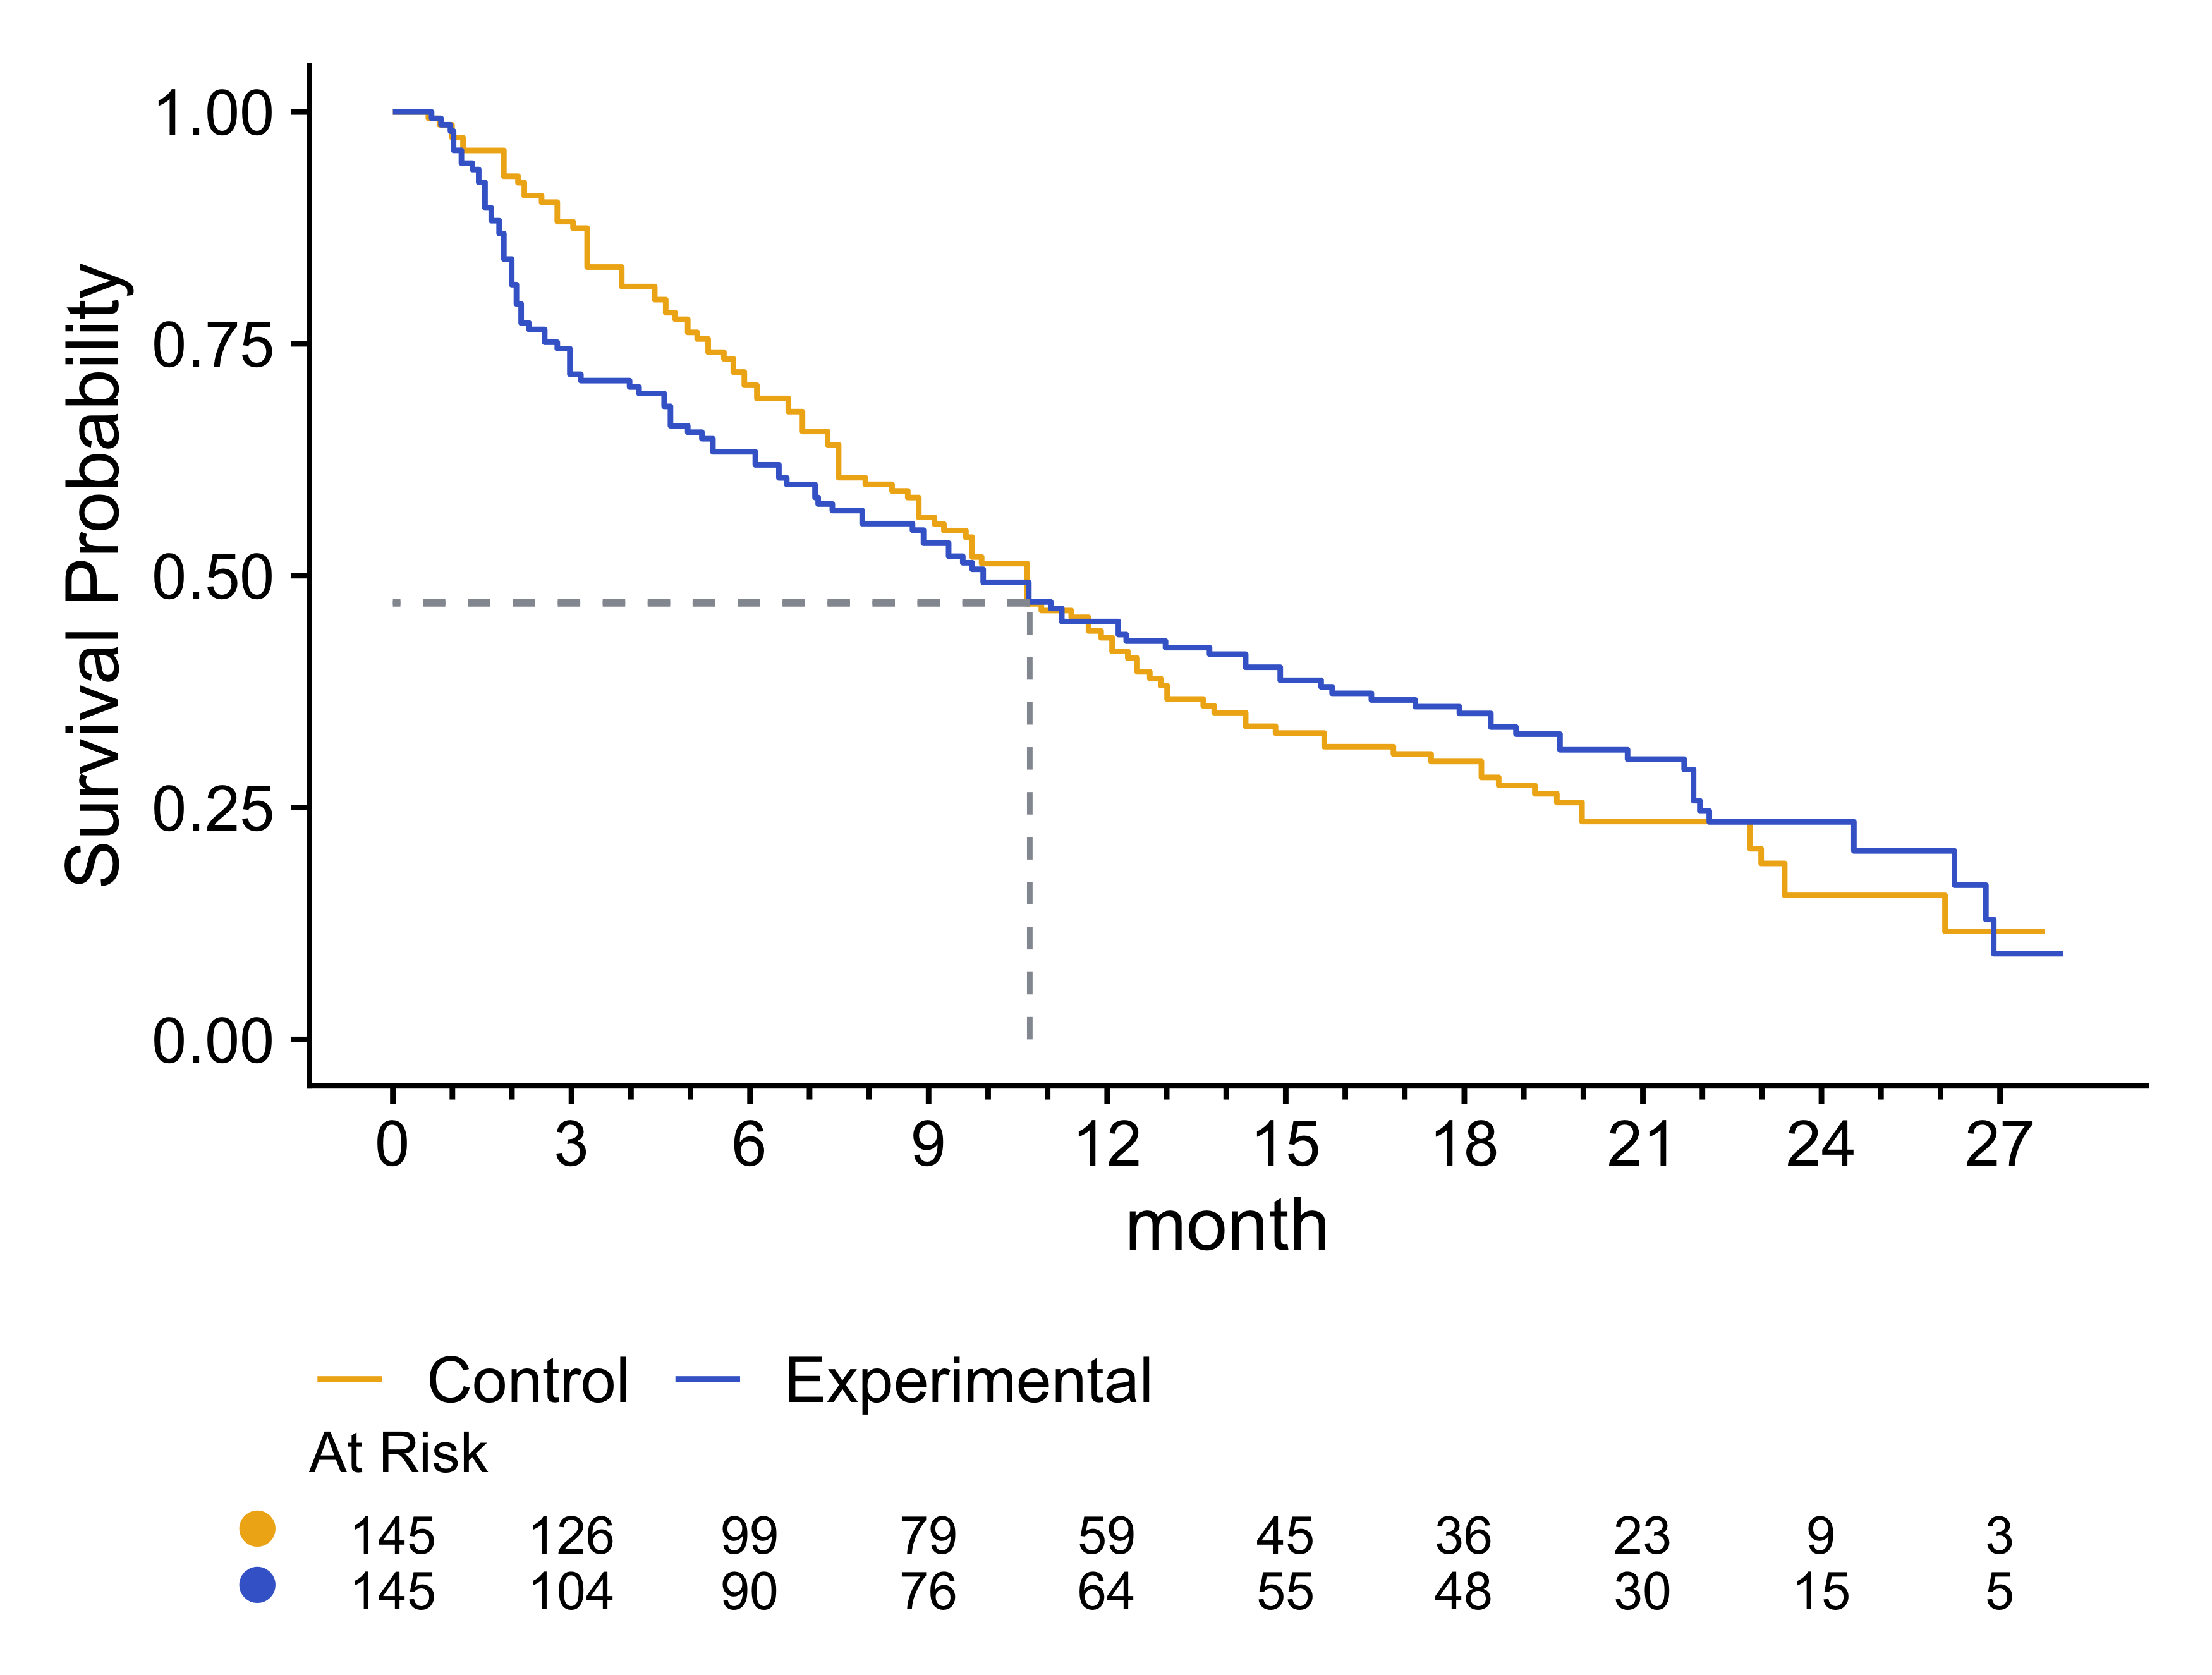 Survival Probability
1.00
0.75
0.50
0.25
0.00
0 3 6 9 12 15 18 21 24 27
month
Control Experimental
At Risk
145 126 99 79 59 45 36 23 9 3
145 104 90 76 64 55 48 30 15 5